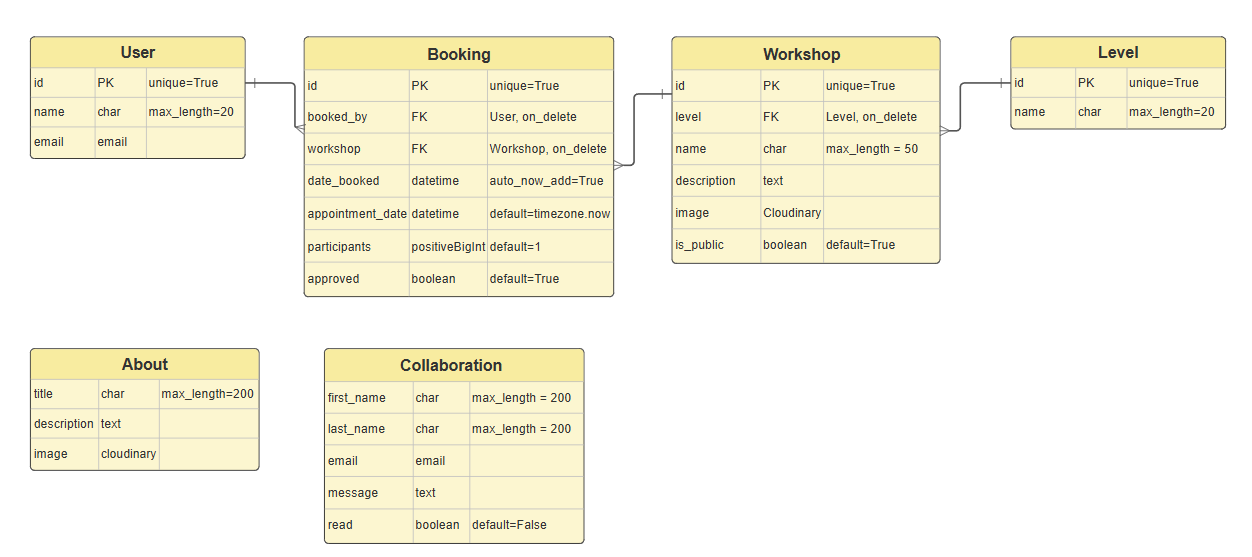 User
id PK unique=True
name char max_length=20
email email
Booking
id PK unique=True
booked_by FK User, on_delete
workshop FK Workshop, on_delete
date_booked datetime auto_now_add=True
appointment_date datetime default=timezone.now
participants positiveBigInt default=1
approved boolean default=True
Workshop
id PK unique=True
level FK Level, on_delete
name char max_length = 50
description text
image Cloudinary
is_public boolean default=True
Level
id PK unique=True
name char max_length=20
About
title char max_length=200
description text
image cloudinary
Collaboration
first_name char max_length = 200
last_name char max_length = 200
email email
message text
read boolean default=False